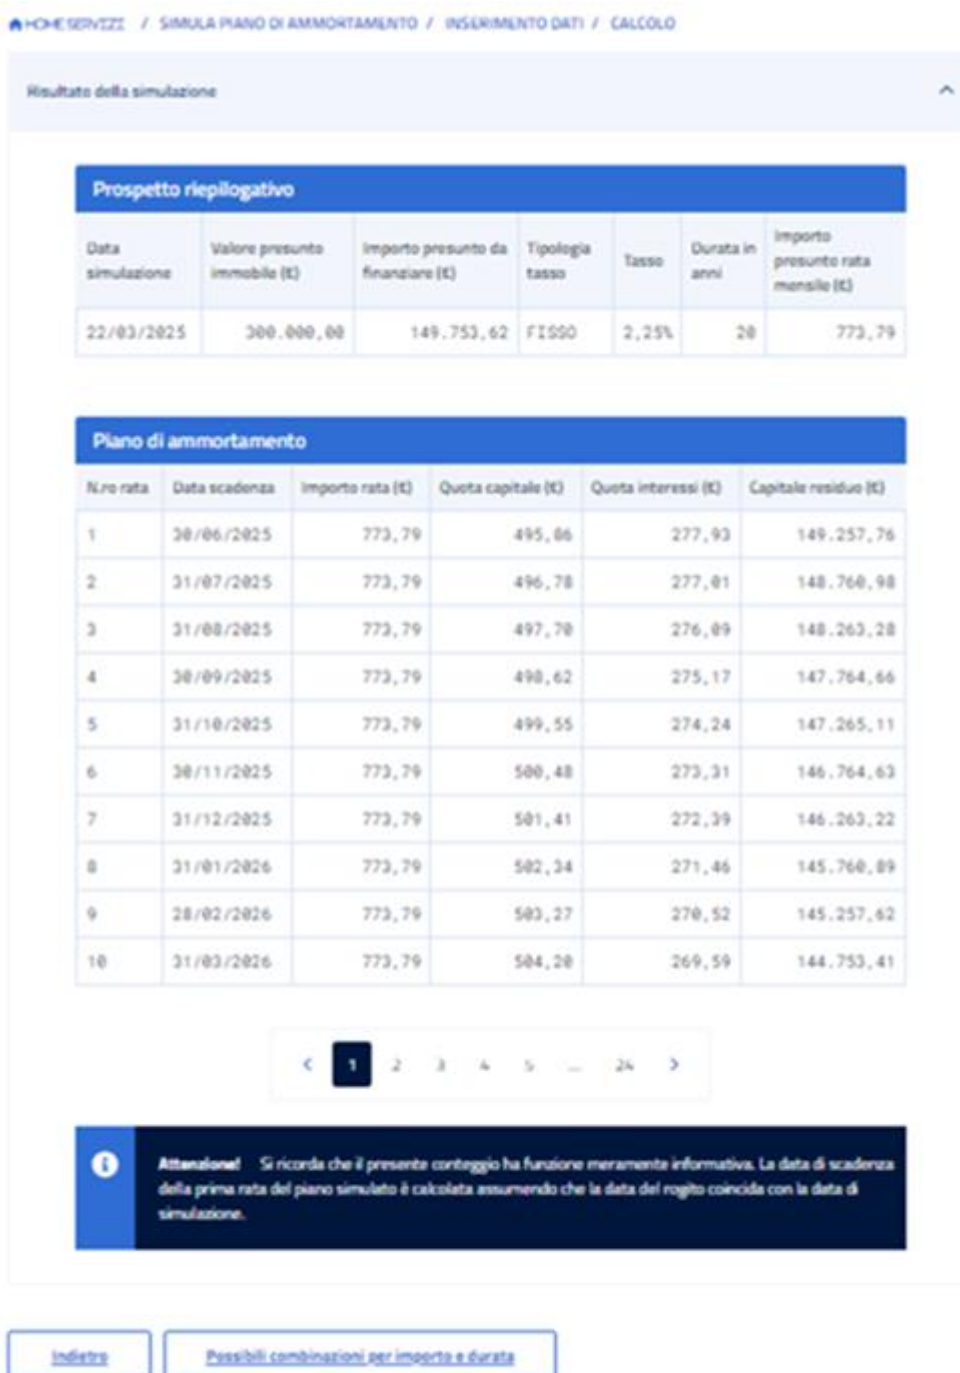 HOME SERVIZI / SIMULA PIANO DI AMMORTAMENTO / INSERIMENTO DATI / CALCOLO
Risultato della simulazione
Prospetto riepilogativo
Data simulazione Valore presunto immobile (€) Importo presunto da finanziare (€) Tipologia tasso Tasso Durata in anni Importo presunto rata mensile (€)
22/03/2025 300.000,00 149.753,62 FISSO 2,25% 20 773,79
Piano di ammortamento
N.ro rata Data scadenza Importo rata (€) Quota capitale (€) Quota interessi (€) Capitale residuo (€)
1 30/06/2025 773,79 495,86 277,93 149.257,76
2 31/07/2025 773,79 496,78 277,01 148.760,98
3 31/08/2025 773,79 497,70 276,09 148.263,28
4 30/09/2025 773,79 498,62 275,17 147.764,66
5 31/10/2025 773,79 499,55 274,24 147.265,11
6 30/11/2025 773,79 500,48 273,31 146.764,63
7 31/12/2025 773,79 501,41 272,39 146.263,22
8 31/01/2026 773,79 502,34 271,46 145.760,89
9 28/02/2026 773,79 503,27 270,52 145.257,62
10 31/03/2026 773,79 504,20 269,59 144.753,41
< 1 2 3 4 5 ... 24 >
Attenzione! Si ricorda che il presente conteggio ha funzione meramente informativa. La data di scadenza
della prima rata del piano simulato è calcolata assumendo che la data del rogito coincida con la data di
simulazione.
Indietro Possibili combinazioni per importo e durata